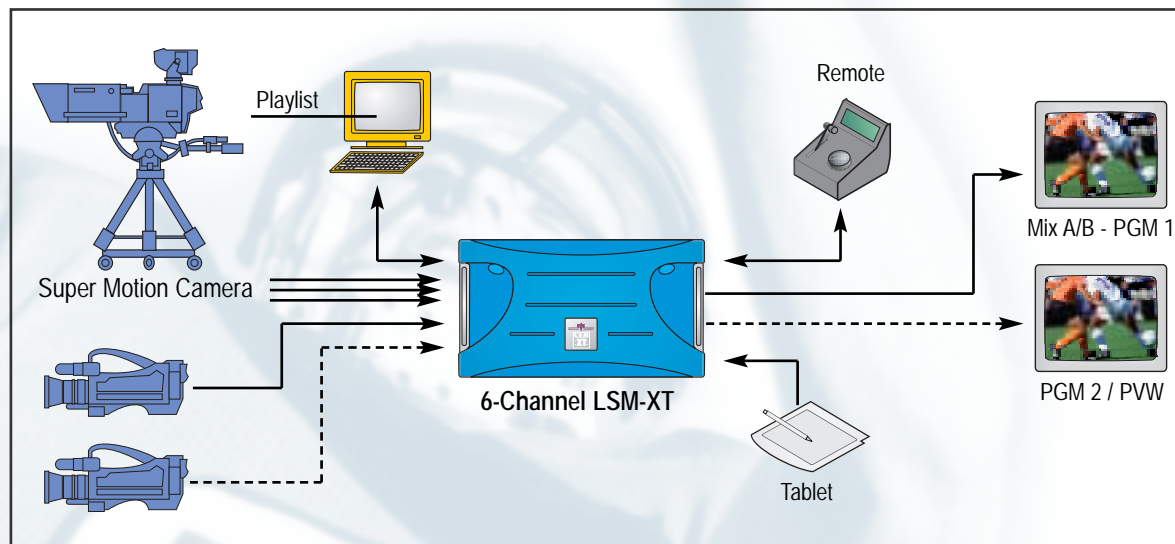 Playlist
Remote
Super Motion Camera
Mix A/B - PGM 1
6-Channel LSM-XT
PGM 2 / PVW
Tablet